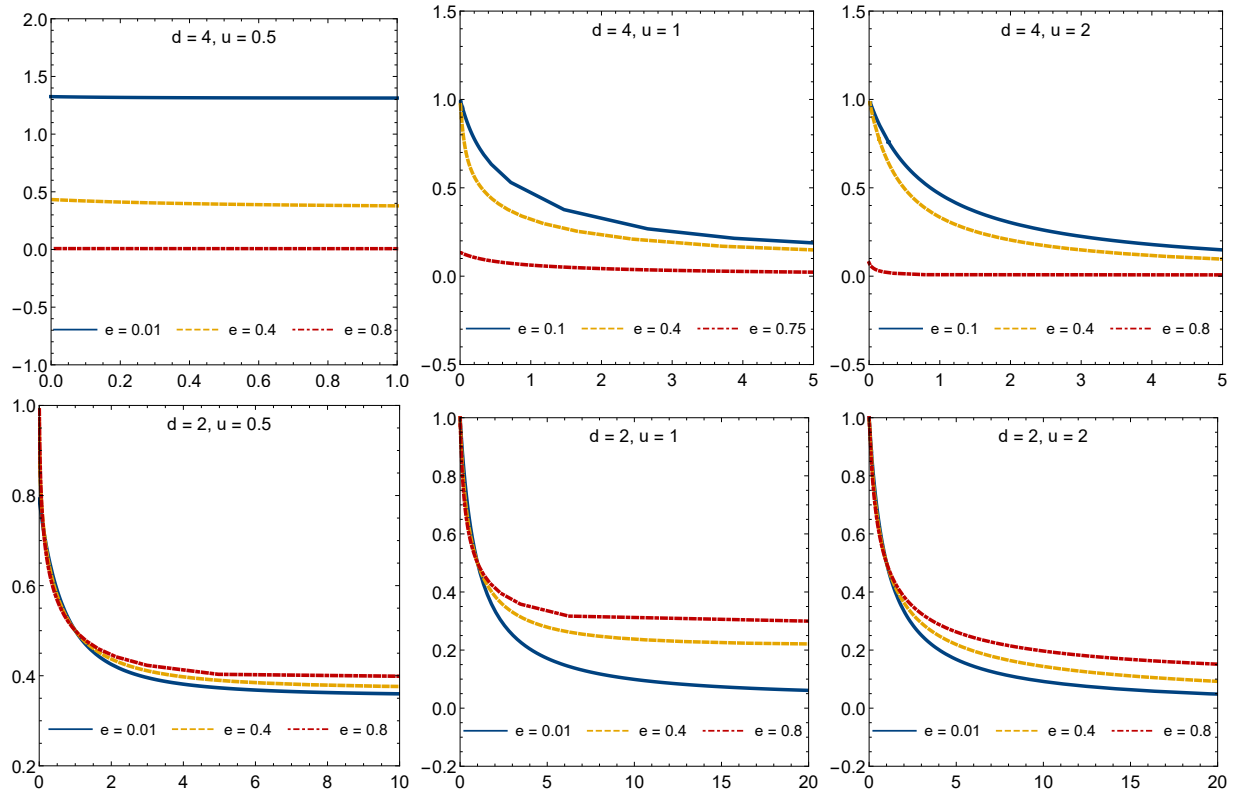 d = 4, u = 0.5
2.0
1.5
1.0
0.5
0.0
−0.5
−1.0
e = 0.01 e = 0.4 e = 0.8
0.0 0.2 0.4 0.6 0.8 1.0
d = 4, u = 1
1.5
1.0
0.5
0.0
−0.5
e = 0.1 e = 0.4 e = 0.75
0 1 2 3 4 5
d = 4, u = 2
1.5
1.0
0.5
0.0
−0.5
e = 0.1 e = 0.4 e = 0.8
0 1 2 3 4 5
d = 2, u = 0.5
1.0
0.8
0.6
0.4
0.2
e = 0.01 e = 0.4 e = 0.8
0 2 4 6 8 10
d = 2, u = 1
1.0
0.8
0.6
0.4
0.2
0.0
−0.2
e = 0.01 e = 0.4 e = 0.8
0 5 10 15 20
d = 2, u = 2
1.0
0.8
0.6
0.4
0.2
0.0
−0.2
e = 0.01 e = 0.4 e = 0.8
0 5 10 15 20